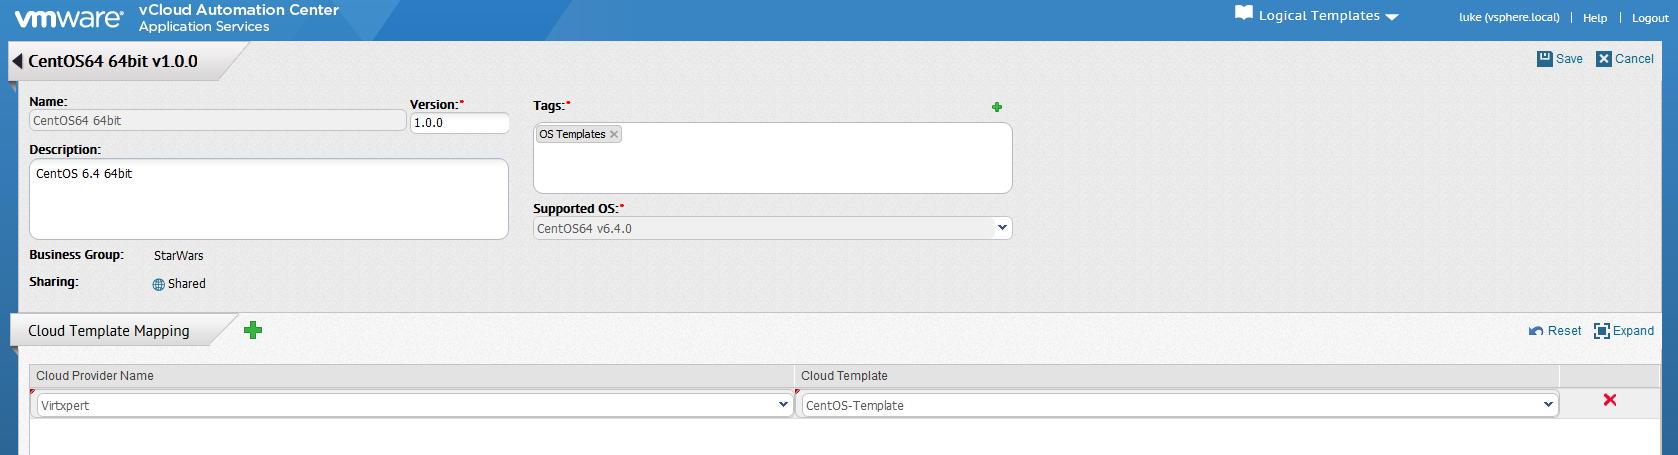 vmware® vCloud Automation Center
Application Services
Logical Templates
luke (vsphere.local) | Help | Logout
CentOS64 64bit v1.0.0
Save Cancel
Name: Version:* Tags:*
CentOS64 64bit 1.0.0
OS Templates
Description:
CentOS 6.4 64bit
Supported OS:*
CentOS64 v6.4.0
Business Group: StarWars
Sharing: Shared
Cloud Template Mapping Reset Expand
Cloud Provider Name Cloud Template
Virtxpert CentOS-Template